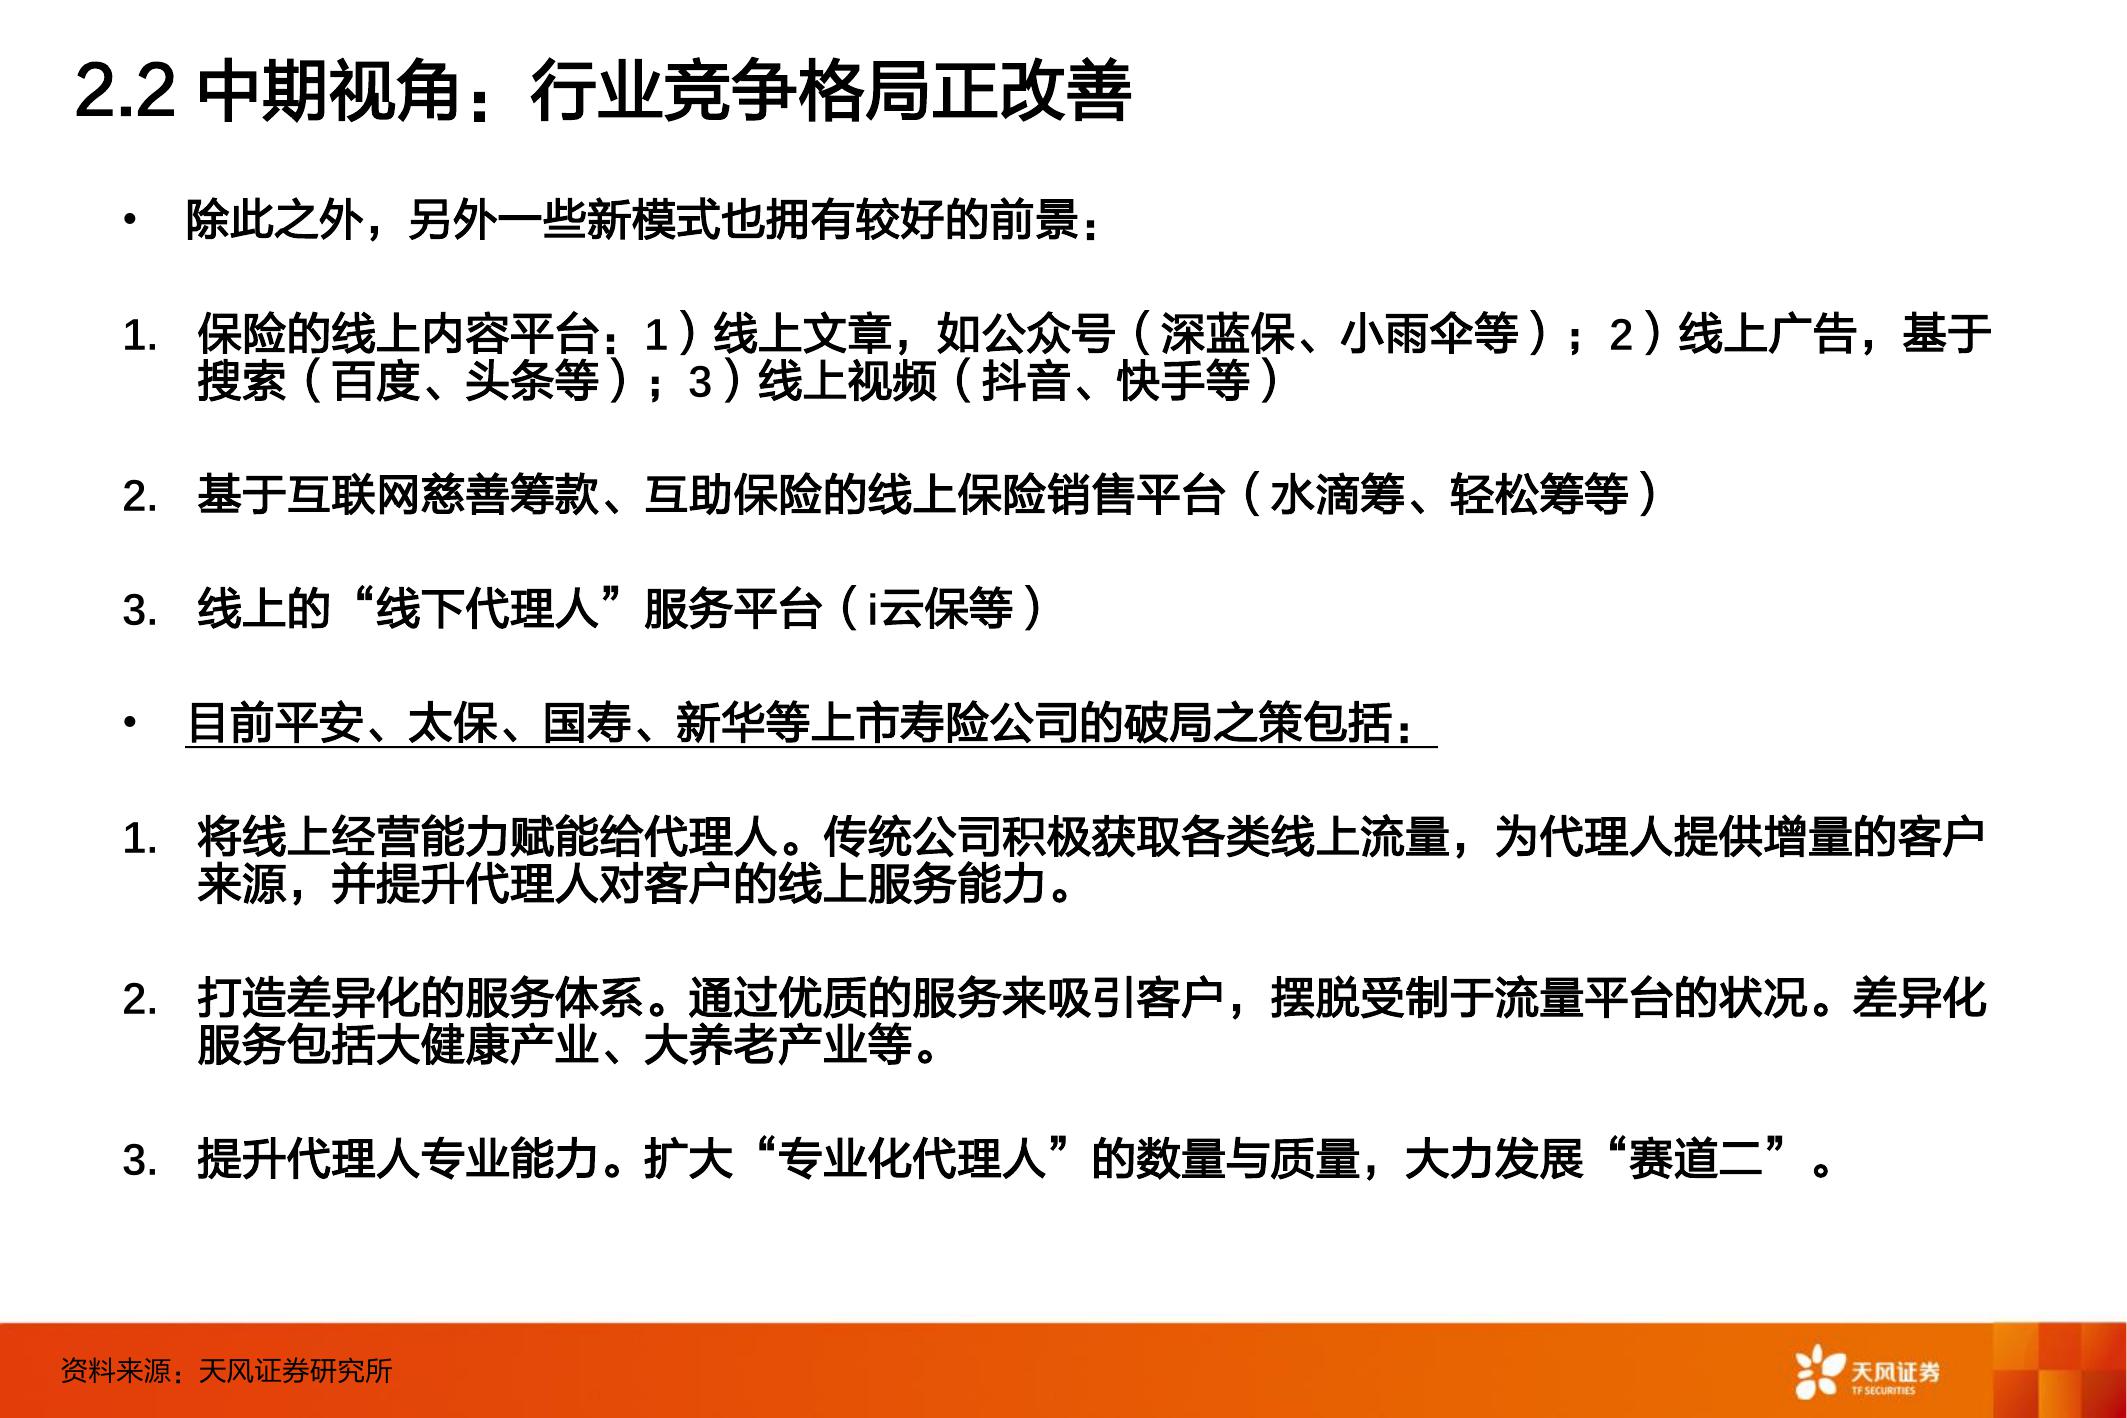 2.2 中期视角：行业竞争格局正改善
• 除此之外，另外一些新模式也拥有较好的前景：
1. 保险的线上内容平台：1）线上文章，如公众号（深蓝保、小雨伞等）；2）线上广告，基于
搜索（百度、头条等）；3）线上视频（抖音、快手等）
2. 基于互联网慈善筹款、互助保险的线上保险销售平台（水滴筹、轻松筹等）
3. 线上的“线下代理人”服务平台（i云保等）
• 目前平安、太保、国寿、新华等上市寿险公司的破局之策包括：
1. 将线上经营能力赋能给代理人。传统公司积极获取各类线上流量，为代理人提供增量的客户
来源，并提升代理人对客户的线上服务能力。
2. 打造差异化的服务体系。通过优质的服务来吸引客户，摆脱受制于流量平台的状况。差异化
服务包括大健康产业、大养老产业等。
3. 提升代理人专业能力。扩大“专业化代理人”的数量与质量，大力发展“赛道二”。
资料来源：天风证券研究所
天风证券
TF SECURITIES